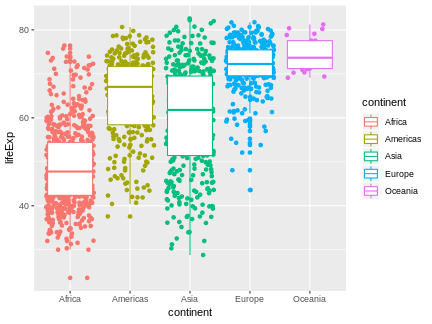 80
60
40
lifeExp
Africa Americas Asia Europe Oceania
continent
continent
Africa
Americas
Asia
Europe
Oceania